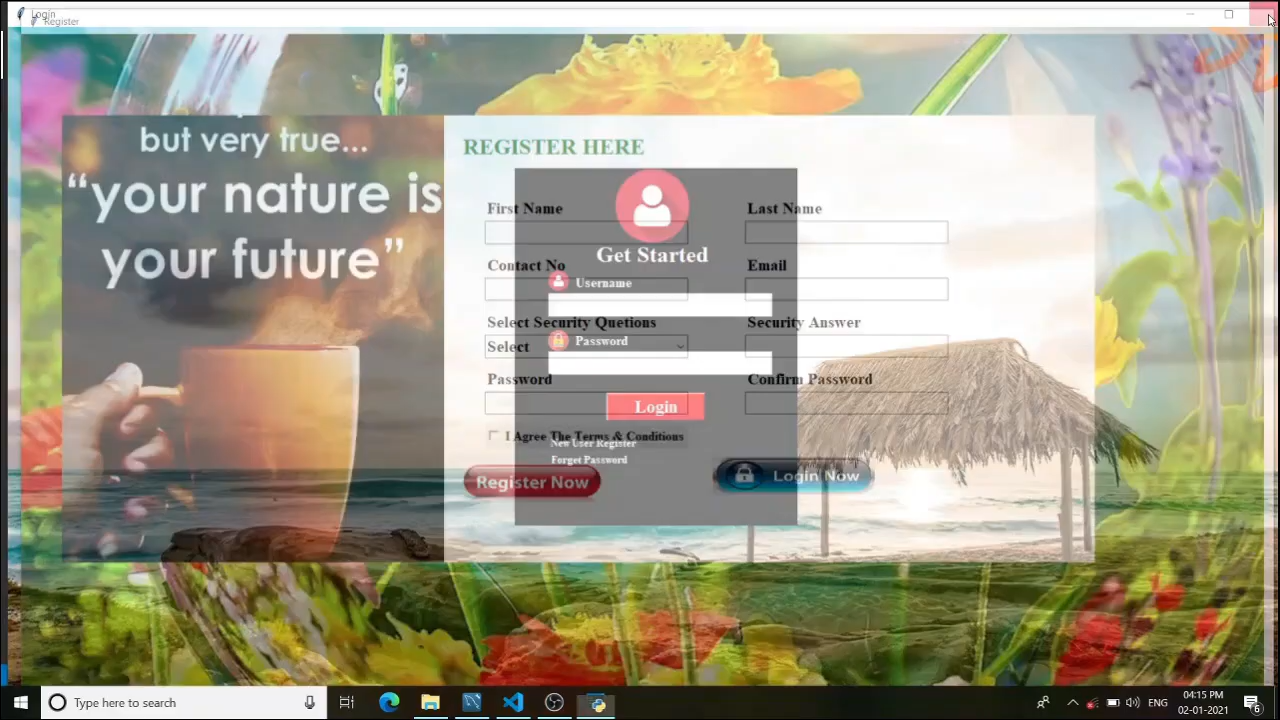 Login
Register
but very true...
“your nature is
your future”
REGISTER HERE
First Name
Last Name
Get Started
Contact No
Email
Username
Select Security Quetions
Security Answer
Select
Password
Password
Confirm Password
Login
I Agree The Terms & Conditions
New User Register
Forget Password
Register Now
Login Now
Type here to search
ENG
04:15 PM
02-01-2021
6